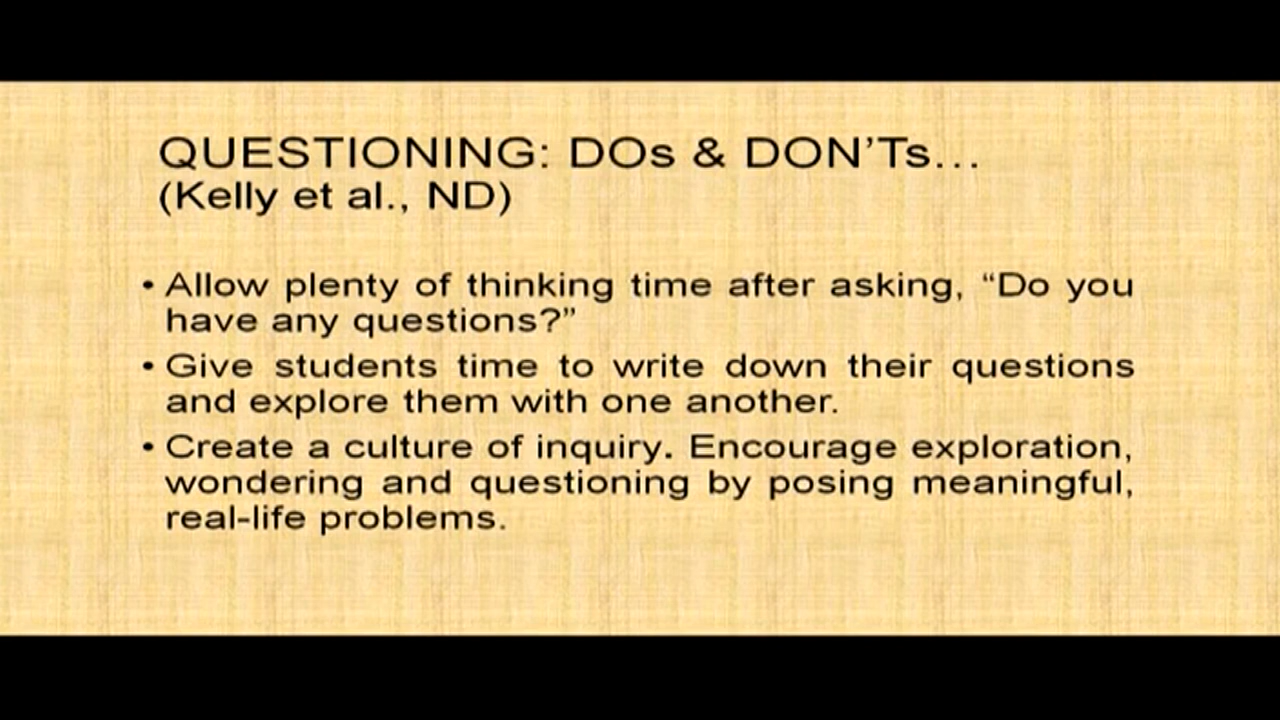 QUESTIONING: DOs & DON’Ts…
(Kelly et al., ND)
• Allow plenty of thinking time after asking, “Do you
have any questions?”
• Give students time to write down their questions
and explore them with one another.
• Create a culture of inquiry. Encourage exploration,
wondering and questioning by posing meaningful,
real-life problems.